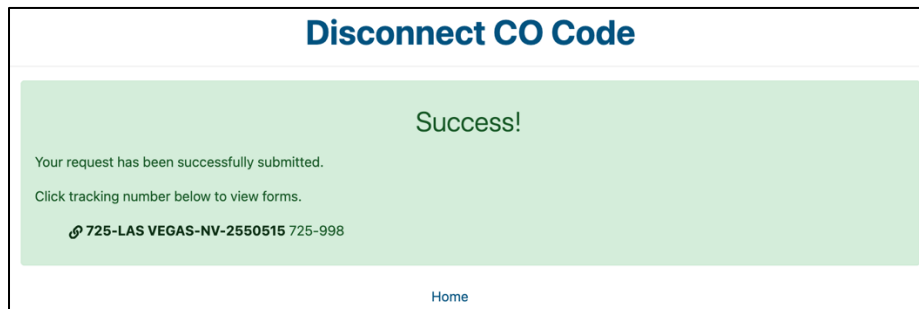 Disconnect CO Code
Success!
Your request has been successfully submitted.
Click tracking number below to view forms.
725-LAS VEGAS-NV-2550515 725-998
Home